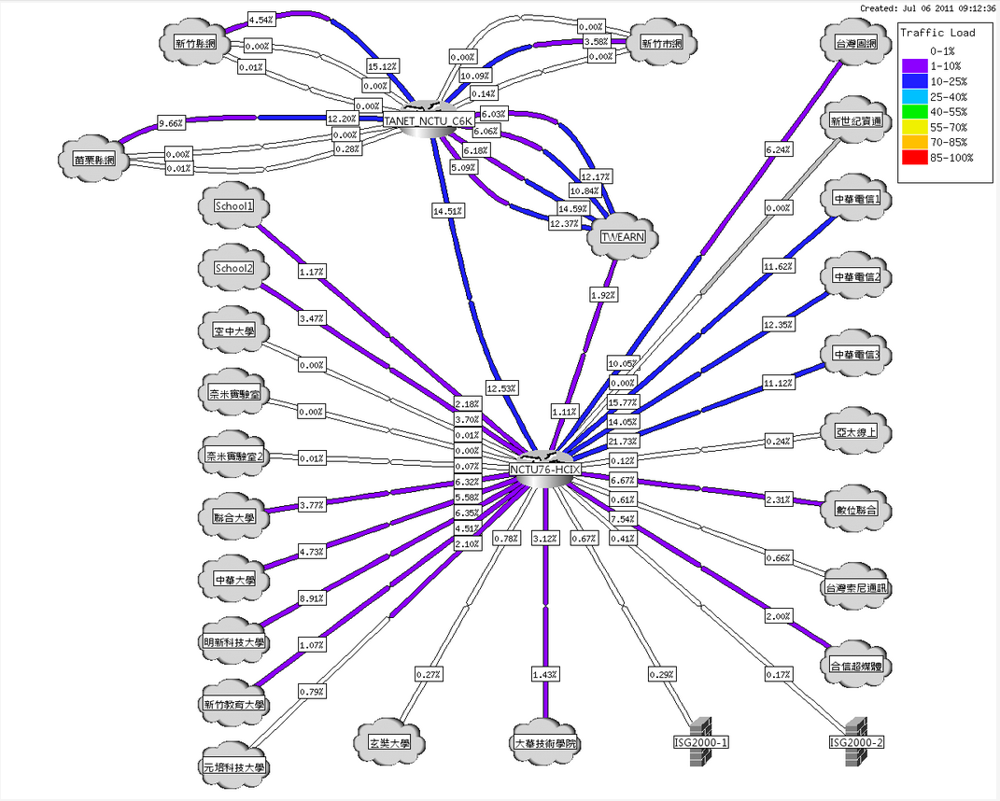 Created: Jul 06 2011 09:12:36
Traffic Load
0-1%
1-10%
10-25%
25-40%
40-55%
55-70%
70-85%
85-100%
新竹縣網
4.54%
0.00%
0.01%
15.12%
0.00%
0.00%
0.00%
3.58%
0.00%
新竹市網
0.00%
10.09%
0.14%
台灣固網
苗栗縣網
9.66%
0.00%
0.01%
12.20%
0.00%
0.28%
TANET_NCTU_C6K
6.03%
6.06%
6.18%
5.09%
12.17%
10.84%
14.59%
12.37%
TWEARN
14.51%
12.53%
1.92%
1.11%
6.24%
新世紀資通
0.00%
中華電信1
11.62%
中華電信2
12.35%
中華電信3
11.12%
亞太線上
0.24%
數位聯合
2.31%
台灣索尼通訊
0.66%
合信超媒體
2.00%
School1
1.17%
School2
3.47%
空中大學
0.00%
奈米實驗室
0.00%
奈米實驗室2
0.01%
聯合大學
3.77%
中華大學
4.73%
明新科技大學
8.91%
新竹教育大學
1.07%
元培科技大學
0.79%
2.18%
3.70%
0.01%
0.00%
0.07%
6.32%
5.58%
6.35%
4.51%
2.10%
NCTU76-HCIX
10.05%
0.00%
15.77%
14.05%
21.73%
0.12%
6.67%
0.61%
7.54%
0.41%
0.78%
3.12%
0.67%
0.27%
1.43%
0.29%
0.17%
玄奘大學
大華技術學院
ISG2000-1
ISG2000-2